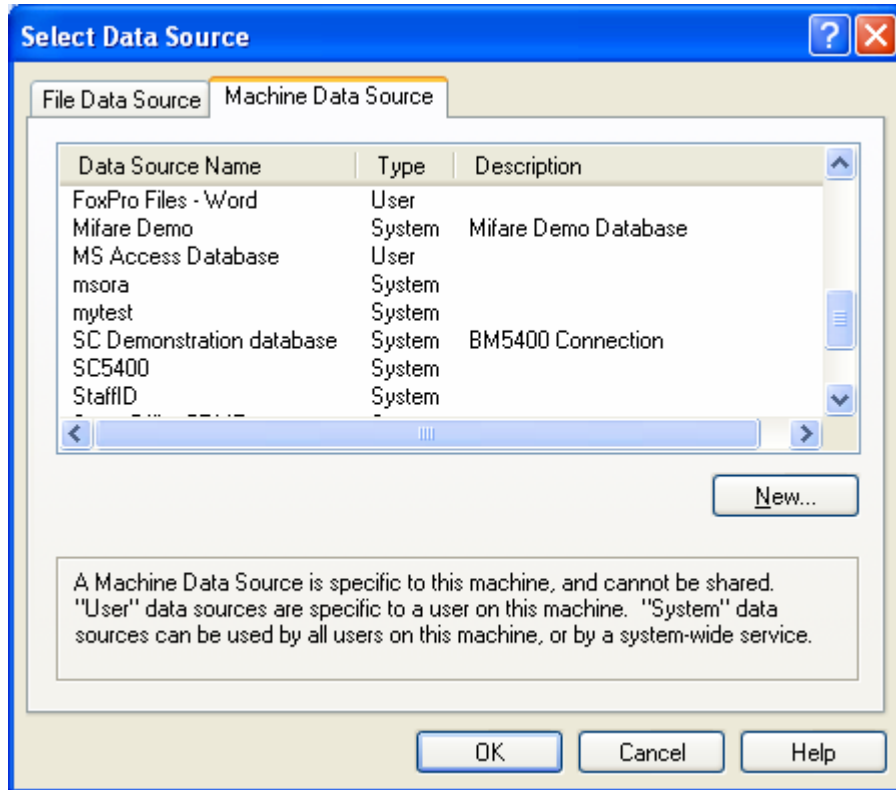 Select Data Source
File Data Source Machine Data Source
Data Source Name Type Description
FoxPro Files - Word User
Mifare Demo System Mifare Demo Database
MS Access Database User
msora System
mytest System
SC Demonstration database System BM5400 Connection
SC5400 System
StaffID System
New...
A Machine Data Source is specific to this machine, and cannot be shared.
"User" data sources are specific to a user on this machine. "System" data
sources can be used by all users on this machine, or by a system-wide service.
OK Cancel Help